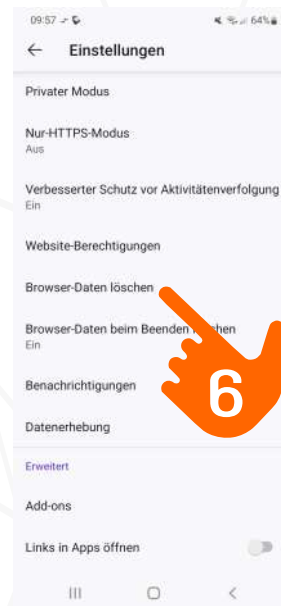 09:57
64%
Einstellungen
Privater Modus
Nur-HTTPS-Modus
Aus
Verbesserter Schutz vor Aktivitätenverfolgung
Ein
Website-Berechtigungen
Browser-Daten löschen
Browser-Daten beim Beenden
Ein
Benachrichtigungen
6
Datenerhebung
Erweitert
Add-ons
Links in Apps öffnen